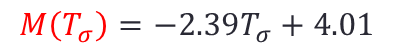 M(T_σ) = −2.39T_σ + 4.01